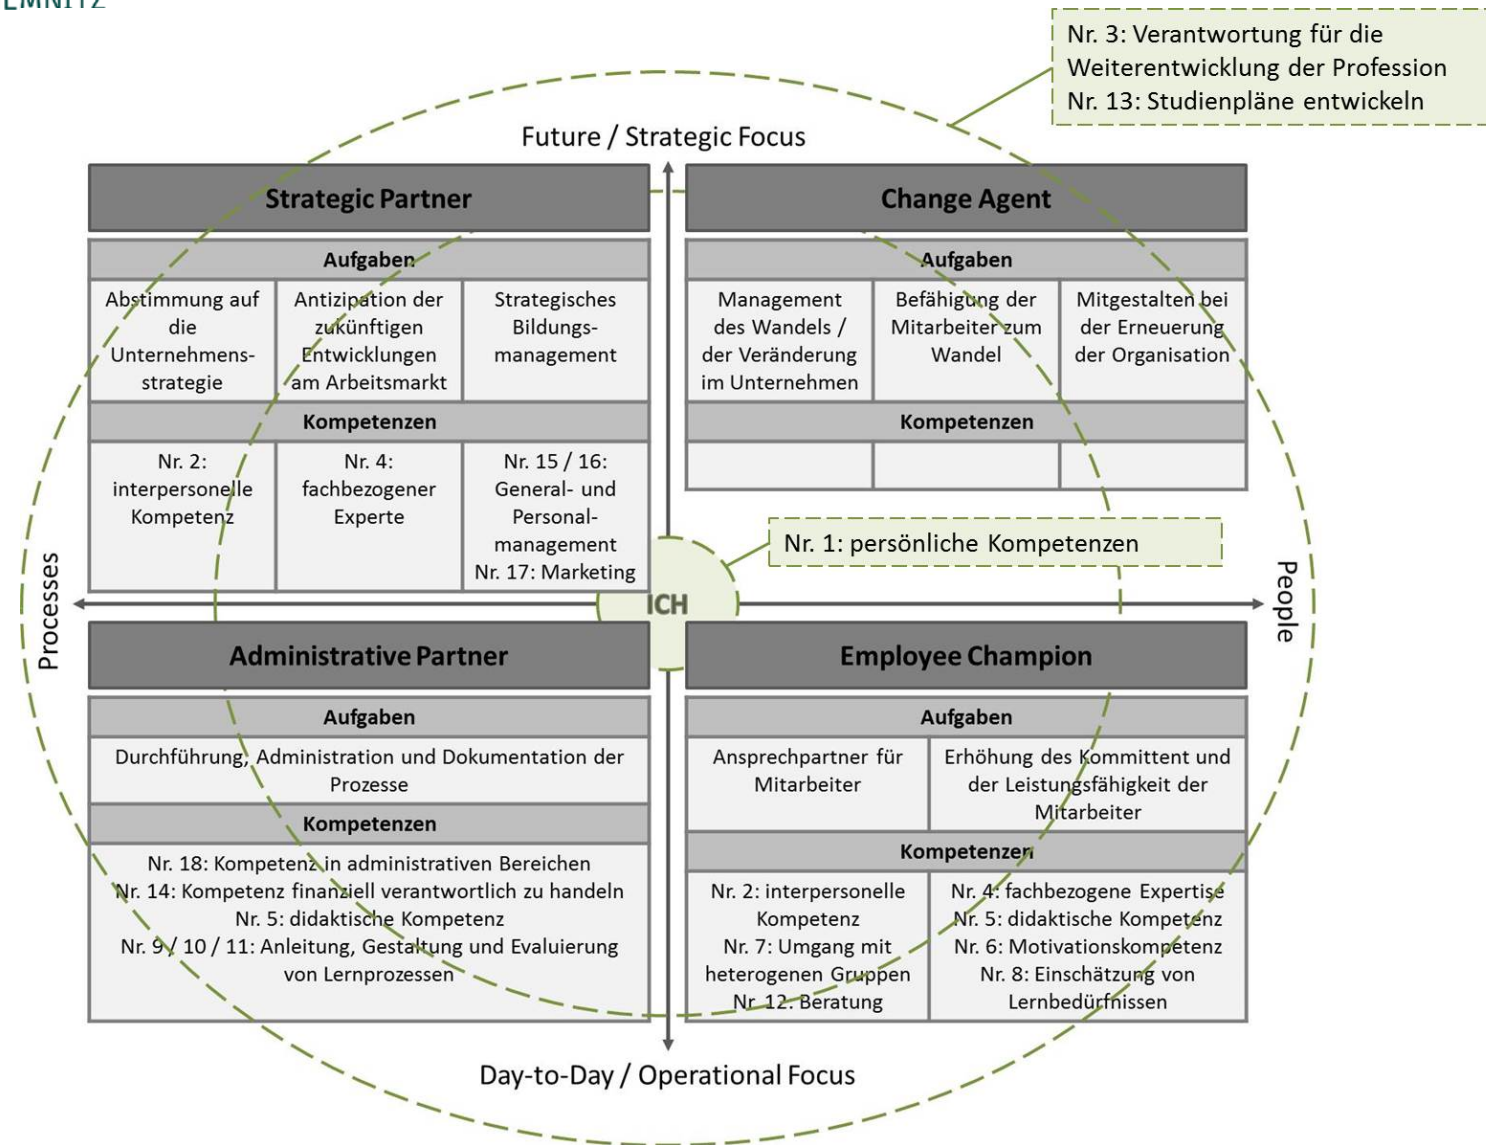 Nr. 3: Verantwortung für die
Weiterentwicklung der Profession
Nr. 13: Studienpläne entwickeln
Future / Strategic Focus
Strategic Partner
Aufgaben
Abstimmung auf
die
Unternehmens-
strategie
Antizipation der
zukünftigen
Entwicklungen
am Arbeitsmarkt
Strategisches
Bildungs-
management
Kompetenzen
Nr. 2:
interpersonelle
Kompetenz
Nr. 4:
fachbezogener
Experte
Nr. 15 / 16:
General- und
Personal-
management
Nr. 17: Marketing
Change Agent
Aufgaben
Management
des Wandels /
der Veränderung
im Unternehmen
Befähigung der
Mitarbeiter zum
Wandel
Mitgestalten bei
der Erneuerung
der Organisation
Kompetenzen
Nr. 1: persönliche Kompetenzen
Processes
ICH
People
Administrative Partner
Aufgaben
Durchführung, Administration und Dokumentation der
Prozesse
Kompetenzen
Nr. 18: Kompetenz in administrativen Bereichen
Nr. 14: Kompetenz finanziell verantwortlich zu handeln
Nr. 5: didaktische Kompetenz
Nr. 9 / 10 / 11: Anleitung, Gestaltung und Evaluierung
von Lernprozessen
Employee Champion
Aufgaben
Ansprechpartner für
Mitarbeiter
Erhöhung des Kommittent und
der Leistungsfähigkeit der
Mitarbeiter
Kompetenzen
Nr. 2: interpersonelle
Kompetenz
Nr. 7: Umgang mit
heterogenen Gruppen
Nr. 12: Beratung
Nr. 4: fachbezogene Expertise
Nr. 5: didaktische Kompetenz
Nr. 6: Motivationskompetenz
Nr. 8: Einschätzung von
Lernbedürfnissen
Day-to-Day / Operational Focus